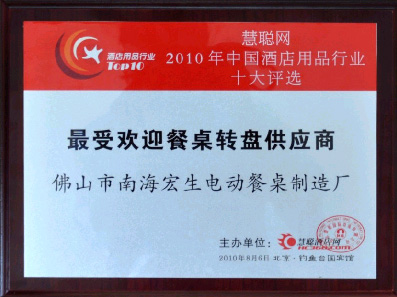 慧聪网
酒店用品行业
Top10
2010年中国酒店用品行业
十大评选
最受欢迎餐桌转盘供应商
佛山市南海宏生电动餐桌制造厂
主办单位:慧聪酒店网
2010年8月6日 北京·钓鱼台国宾馆